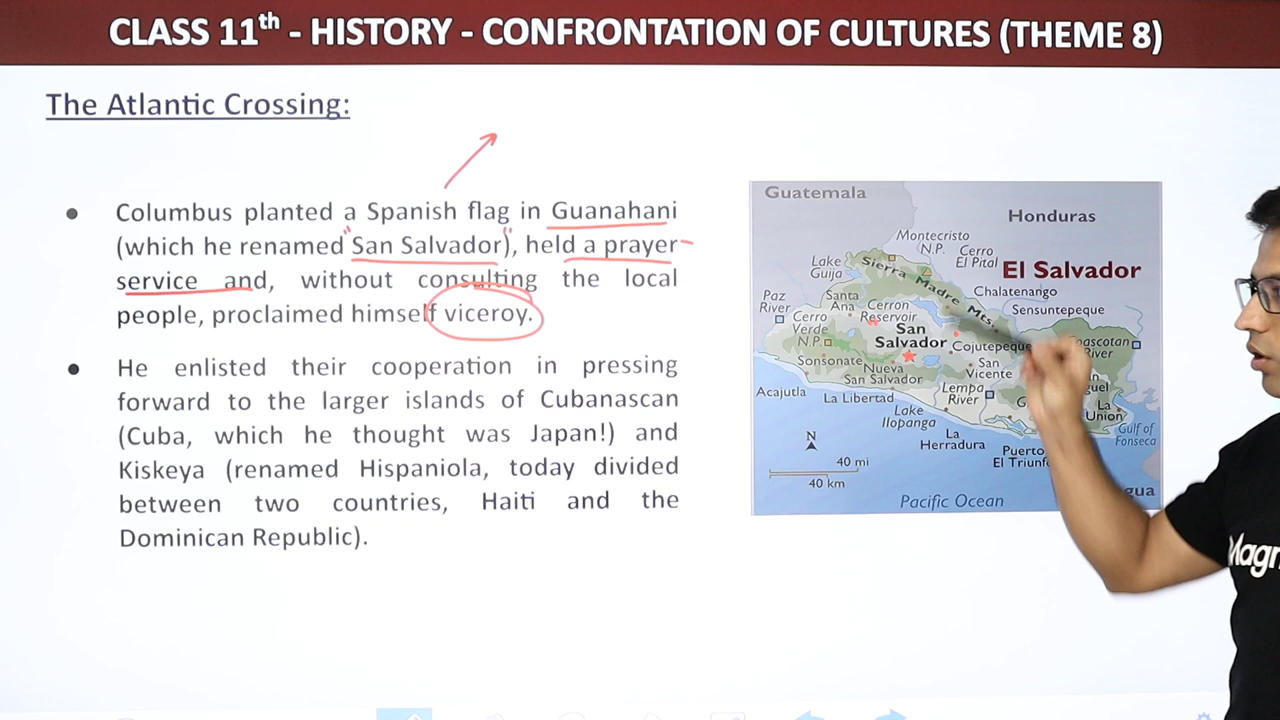 CLASS 11th - HISTORY - CONFRONTATION OF CULTURES (THEME 8)
The Atlantic Crossing:
● Columbus planted a Spanish flag in Guanahani
(which he renamed "San Salvador"), held a prayer
service and, without consulting the local
people, proclaimed himself viceroy.
● He enlisted their cooperation in pressing
forward to the larger islands of Cubanascan
(Cuba, which he thought was Japan!) and
Kiskeya (renamed Hispaniola, today divided
between two countries, Haiti and the
Dominican Republic).
Guatemala
Honduras
Montecristo
N.P.
Cerro
El Pital
Lake
Guija
Sierra Madre Mts.
El Salvador
Chalatenango
Sensuntepeque
Paz
River
Santa
Ana
Cerron
Reservoir
Cerro
Verde
N.P.
San
Salvador
Cojutepeque
River
Sonsonate
Nueva
San Salvador
San
Vicente
Acajutla
La Libertad
Lempa
River
La
Union
Lake
Ilopanga
Gulf of
Fonseca
La
Herradura
Puerto
El Triunf
N
40 mi
40 km
Pacific Ocean
Magn